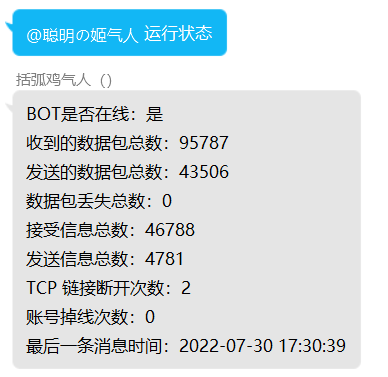 @聪明の姬气人 运行状态
括弧鸡气人（）
BOT是否在线：是
收到的数据包总数：95787
发送的数据包总数：43506
数据包丢失总数：0
接受信息总数：46788
发送信息总数：4781
TCP 链接断开次数：2
账号掉线次数：0
最后一条消息时间：2022-07-30 17:30:39